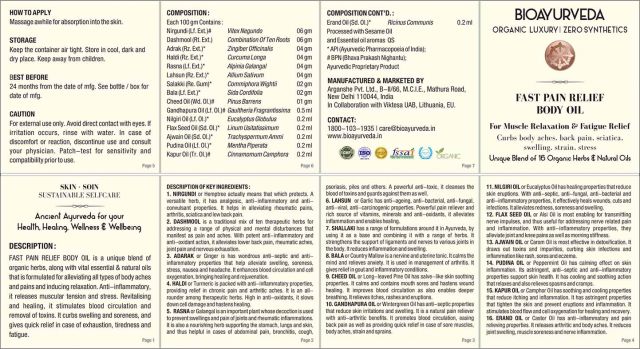 HOW TO APPLY
Massage awhile for absorption into the skin.
STORAGE
Keep the container air tight. Store in cool, dark and
dry place. Keep away from children.
BEST BEFORE
24 months from the date of mfg. See bottle / box for
date of mfg.
CAUTION
For external use only. Avoid direct contact with eyes. If
irritation occurs, rinse with water. In case of
discomfort or reaction, discontinue use and consult
your physician. Patch-test for sensitivity and
compatibility prior to use.
Page 5
COMPOSITION :
Each 100 gm Contains :
Nirgundi (Lf. Ext.)# Vitex Negundo 06 gm
Dashmool (Rt. Ext.) Combination Of Ten Roots 06 gm
Adrak (Rz. Ext.)* Zingiber Officinalis 04 gm
Haldi (Rz. Ext.)* Curcuma Longa 04 gm
Rasna (Lf. Ext.)* Alpinia Galangal 04 gm
Lahsun (Rz. Ext.)* Allium Sativum 04 gm
Salakki (Re. Gum)* Commiphora Wightii 02 gm
Bala (Lf. Ext.)* Sida Cordifolia 02 gm
Cheed Oil (Wd. Ol.)# Pinus Barrens 01 gm
Gandhapura Oil (Lf. Ol.)# Gaultheria Fragrantissima 0.5 ml
Nilgiri Oil (Lf. Ol.)* Eucalyptus Globulus 0.2 ml
Flax Seed Oil (Sd. Ol.)* Linum Usitatissimum 0.2 ml
Ajwain Oil (Sd. Ol.)* Trachyspermum Ammi 0.2 ml
Pudina Oil (Lf. Ol.)* Mentha Piperata 0.2 ml
Kapur Oil (Tr. Ol.)# Cinnamomum Camphora 0.2 ml
Page 6
COMPOSITION CONT'D. :
Erand Oil (Sd. Ol.)* Ricinus Communis 0.2 ml
Processed with Sesame Oil
and Essential oil aromas QS
* API (Ayurvedic Pharmacopoeia of India);
# BPN (Bhava Prakash Nighantu);
Ayurvedic Proprietary Product
MANUFACTURED & MARKETED BY
Arganshe Pvt. Ltd., B-II/66, M.C.I.E., Mathura Road,
New Delhi 110044, India
In Collaboration with Viktesa UAB, Lithuania, EU.
CONTACT:
1800-103-1935 | care@bioayurveda.in
www.bioayurveda.in
ORGANIC
Page 7
BIOAYURVEDA
ORGANIC LUXURY | ZERO SYNTHETICS
FAST PAIN RELIEF
BODY OIL
For Muscle Relaxation & Fatigue Relief
Curbs body aches, back pain, sciatica,
swelling, strain, stress
Unique Blend of 16 Organic Herbs & Natural Oils
SKIN · SOIN
SUSTAINABLE SELFCARE
Ancient Ayurveda for your
Health, Healing, Wellness & Wellbeing
DESCRIPTION :
FAST PAIN RELIEF BODY OIL is a unique blend of
organic herbs, along with vital essential & natural oils
that is formulated for alleviating all types of body aches
and pains and inducing relaxation. Anti-inflammatory,
it releases muscular tension and stress. Revitalising
and healing, it stimulates blood circulation and
removal of toxins. It curbs swelling and soreness, and
gives quick relief in case of exhaustion, tiredness and
fatigue.
Page 1
DESCRIPTION OF KEY INGREDIENTS :
1. NIRGUNDI or Hemptree actually means that which protects. A
versatile herb, it has analgesic, anti-inflammatory and anti-
convulsant properties. It helps in alleviating rheumatic pains,
arthritis, sciatica and low back pain.
2. DASHMOOL is a traditional mix of ten therapeutic herbs for
addressing a range of physical and mental disturbances that
manifest as pain and aches. With potent anti-inflammatory and
anti-oxidant action, it alleviates lower back pain, rheumatic aches,
joint pain and nervous exhaustion.
3. ADARAK or Ginger is has wondrous anti-septic and anti-
inflammatory properties that help alleviate swelling, soreness,
stress, nausea and headache. It enhances blood circulation and cell
oxygenation, bringing healing and rejuvenation.
4. HALDI or Turmeric is packed with anti-inflammatory properties,
providing relief in chronic pain and arthritic aches. It is an all-
rounder among therapeutic herbs. High in anti-oxidants, it slows
down cell damage and hastens healing.
5. RASNA or Galangal is an important plant whose decoction is used
to prevent swellings and pain of joints and rheumatic inflammations.
It is also a nourishing herb supporting the stomach, lungs and skin,
and thus helpful in cases of abdominal pain, bronchitis, cough,
Page 2
psoriasis, piles and others. A powerful anti-toxic, it cleanses the
blood of toxins and guards against them as well.
6. LAHSUN or Garlic has anti-ageing, anti-bacterial, anti-fungal,
anti-viral, anti-carcinogenic properties. Powerful pain reliever and
rich source of vitamins, minerals and anti-oxidants, it alleviates
inflammation and enables healing.
7. SHALLAKI has a range of formulations around it in Ayurveda, by
using it as a base and combining it with a range of herbs. It
strengthens the support of ligaments and nerves to various joints in
the body. It reduces inflammation and swelling.
8. BALA or Country Mallow is a nervine and uterine tonic. It calms the
mind and relieves anxiety. It is used in management of arthritis. It
gives relief in gout and inflammatory conditions.
9. CHEED OIL or Long-leaved Pine Oil has salve-like skin soothing
properties. It calms and contains mouth sores and hastens wound
healing. It improves blood circulation as also enables deeper
breathing. It relieves itches, rashes and eruptions.
10. GANDHAPURA OIL or Wintergreen Oil has anti-septic properties
that reduce skin irritations and swelling. It is a natural pain reliever
with anti-arthritic benefits. It promotes blood circulation, easing
back pain as well as providing quick relief in case of sore muscles,
body aches, strain and sprains.
Page 3
11. NILGIRI OIL or Eucalyptus Oil has healing properties that reduce
skin eruptions. With anti-septic, anti-fungal, anti-bacterial and
anti-inflammatory properties, it effectively heals wounds, cuts and
infections. It alleviates redness, soreness and swelling.
12. FLAX SEED OIL or Alsi Oil is most enabling for transmitting
nerve impulses, and thus useful for addressing nerve related pain
and inflammation. With anti-inflammatory properties, they
alleviate joint and knee pains as well as morning stiffness.
13. AJWAIN OIL or Carom Oil is most effective in detoxification. It
draws out toxins and impurities, curbing skin infections and
inflammation like rash, sores and eczema.
14. PUDINA OIL or Peppermint Oil has calming effect on skin
inflammation. Its astringent, anti-septic and anti-inflammatory
properties support skin health. It has cooling and soothing action
that relaxes and also relieves spasms and cramps.
15. KAPUR OIL or Camphor Oil has soothing and cooling properties
that reduce itching and inflammation. It has astringent properties
that tighten the skin and prevent eruptions and inflammation. It
stimulates blood flow and cell oxygenation for healing and recovery.
16. ERAND OIL or Castor Oil has anti-inflammatory and pain
relieving properties. It releases arthritic and body aches. It reduces
joint swelling, muscle soreness and nerve inflammation.
Page 4